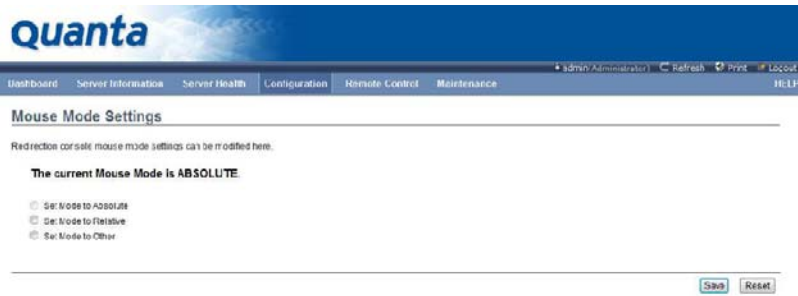 Quanta
admin(Administrator) Refresh Print Logout
Dashboard Server Information Server Health Configuration Remote Control Maintenance HELP
Mouse Mode Settings
Redirection console mouse mode settings can be modified here.
The current Mouse Mode is ABSOLUTE.
Set Mode to Absolute
Set Mode to Relative
Set Mode to Other
Save Reset